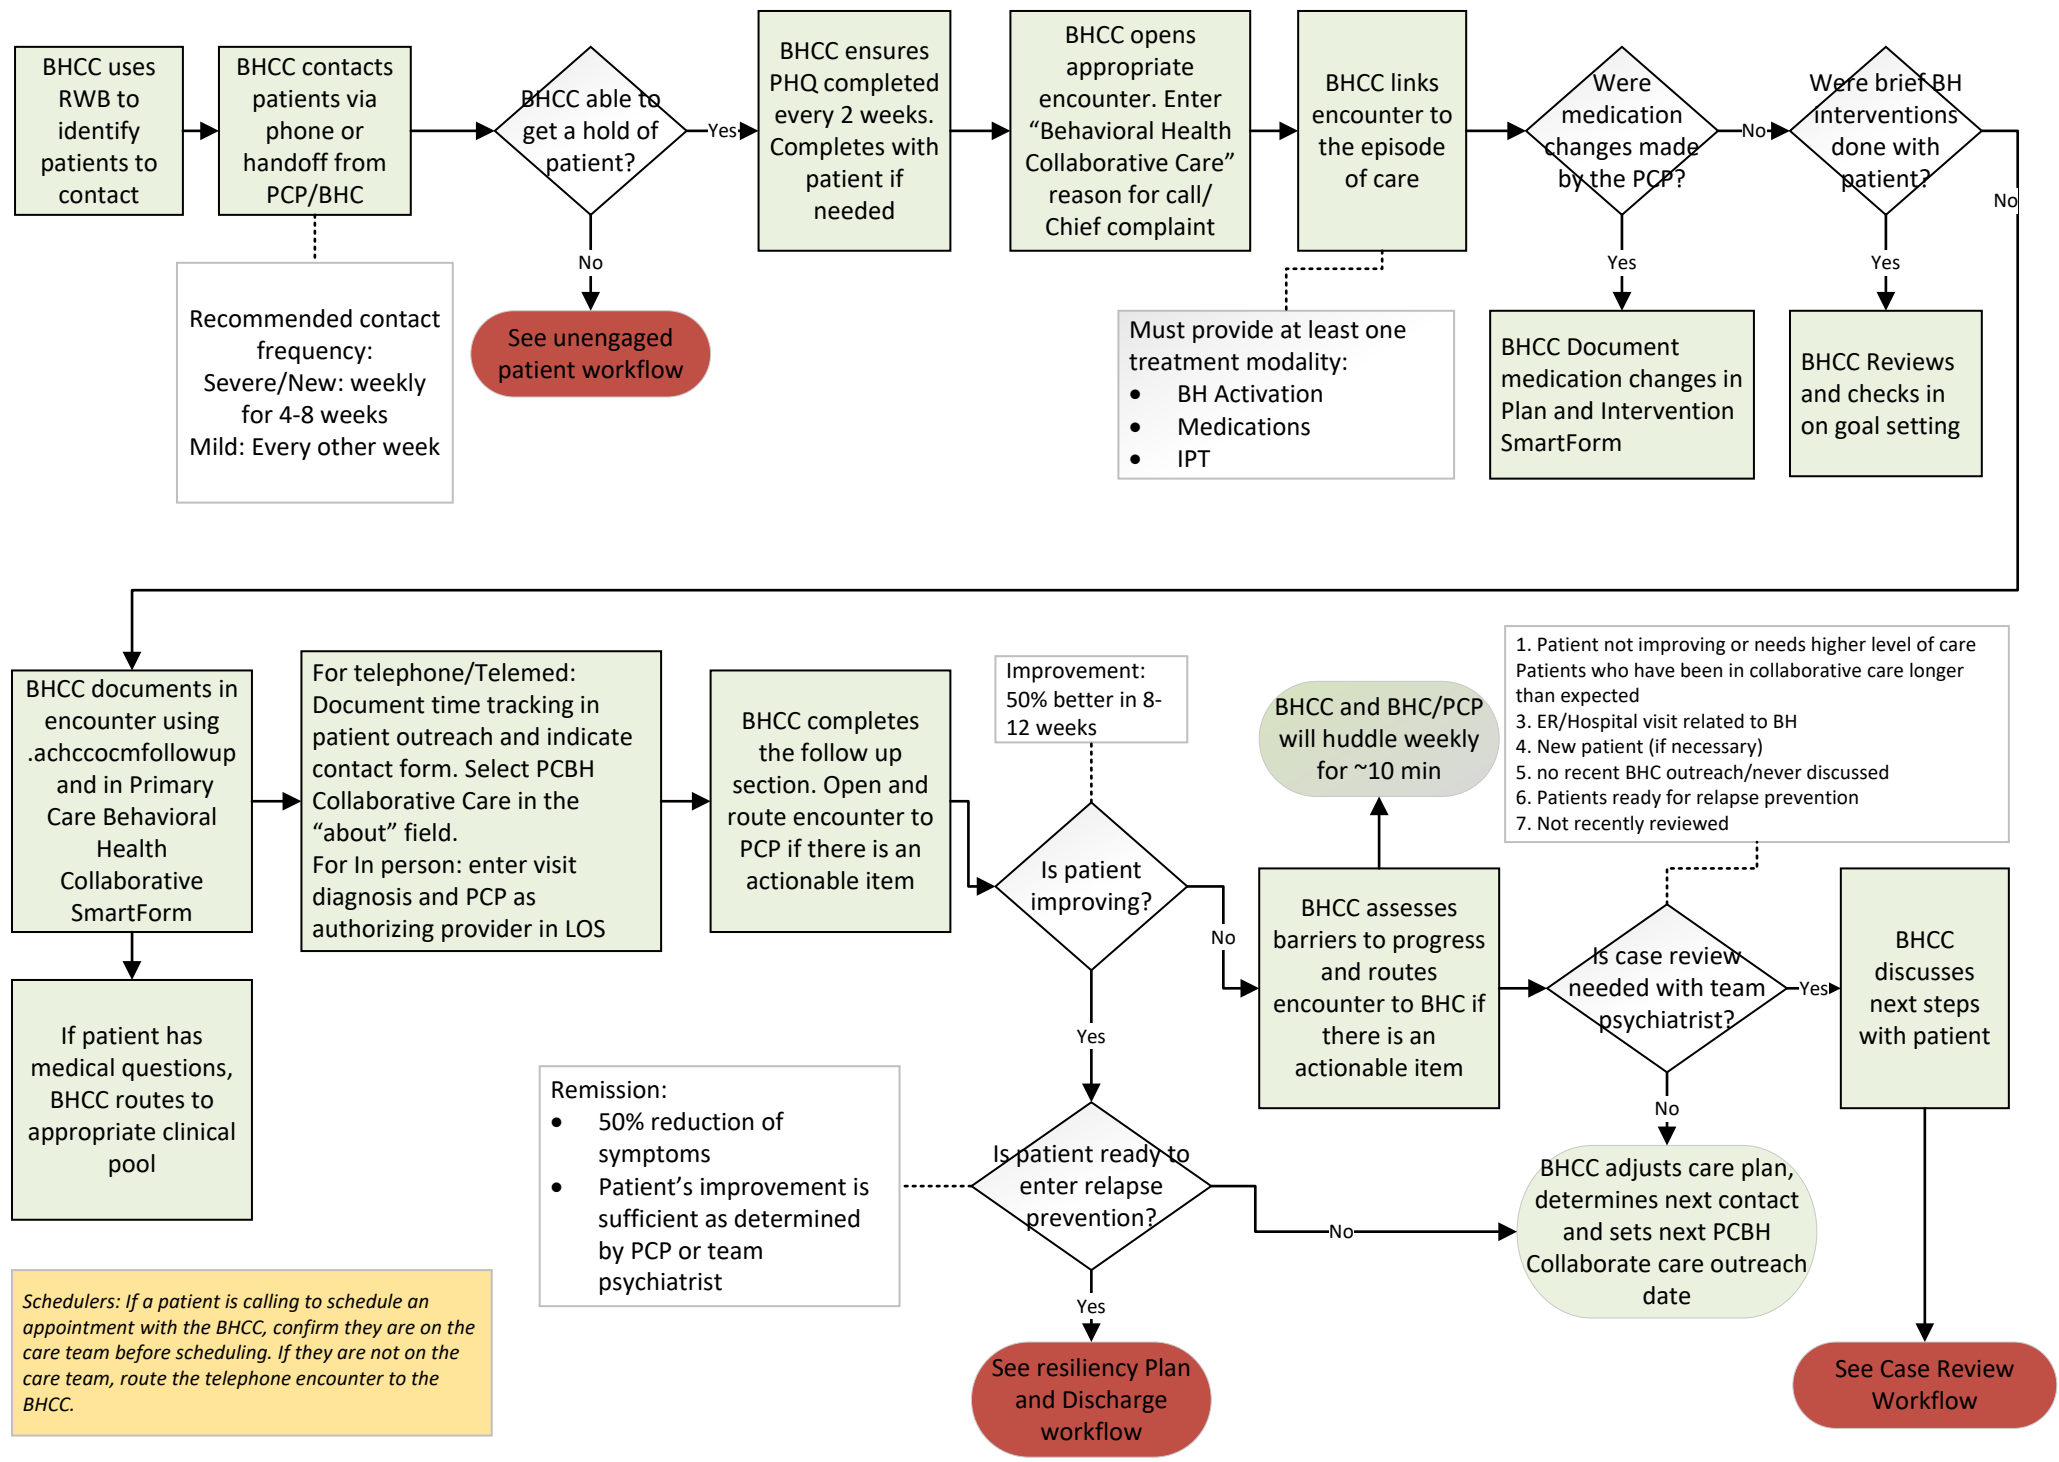 BHCC uses
RWB to
identify
patients to
contact
BHCC contacts
patients via
phone or
handoff from
PCP/BHC
BHCC able to
get a hold of
patient?
Yes
BHCC ensures
PHQ completed
every 2 weeks.
Completes with
patient if
needed
BHCC opens
appropriate
encounter. Enter
“Behavioral Health
Collaborative Care”
reason for call/
Chief complaint
BHCC links
encounter to
the episode
of care
Were
medication
changes made
by the PCP?
No
Were brief BH
interventions
done with
patient?
No
Recommended contact
frequency:
Severe/New: weekly
for 4-8 weeks
Mild: Every other week
No
See unengaged
patient workflow
Must provide at least one
treatment modality:
• BH Activation
• Medications
• IPT
Yes
BHCC Document
medication changes in
Plan and Intervention
SmartForm
Yes
BHCC Reviews
and checks in
on goal setting
BHCC documents in
encounter using
.achccocmfollowup
and in Primary
Care Behavioral
Health
Collaborative
SmartForm
For telephone/Telemed:
Document time tracking in
patient outreach and indicate
contact form. Select PCBH
Collaborative Care in the
“about” field.
For In person: enter visit
diagnosis and PCP as
authorizing provider in LOS
BHCC completes
the follow up
section. Open and
route encounter to
PCP if there is an
actionable item
Improvement:
50% better in 8-
12 weeks
Is patient
improving?
No
BHCC and BHC/PCP
will huddle weekly
for ~10 min
BHCC assesses
barriers to progress
and routes
encounter to BHC if
there is an
actionable item
1. Patient not improving or needs higher level of care
Patients who have been in collaborative care longer
than expected
3. ER/Hospital visit related to BH
4. New patient (if necessary)
5. no recent BHC outreach/never discussed
6. Patients ready for relapse prevention
7. Not recently reviewed
Is case review
needed with team
psychiatrist?
Yes
BHCC
discusses
next steps
with patient
If patient has
medical questions,
BHCC routes to
appropriate clinical
pool
Yes
Remission:
• 50% reduction of
symptoms
• Patient’s improvement is
sufficient as determined
by PCP or team
psychiatrist
Is patient ready to
enter relapse
prevention?
No
No
BHCC adjusts care plan,
determines next contact
and sets next PCBH
Collaborate care outreach
date
Schedulers: If a patient is calling to schedule an
appointment with the BHCC, confirm they are on the
care team before scheduling. If they are not on the
care team, route the telephone encounter to the
BHCC.
Yes
See resiliency Plan
and Discharge
workflow
See Case Review
Workflow